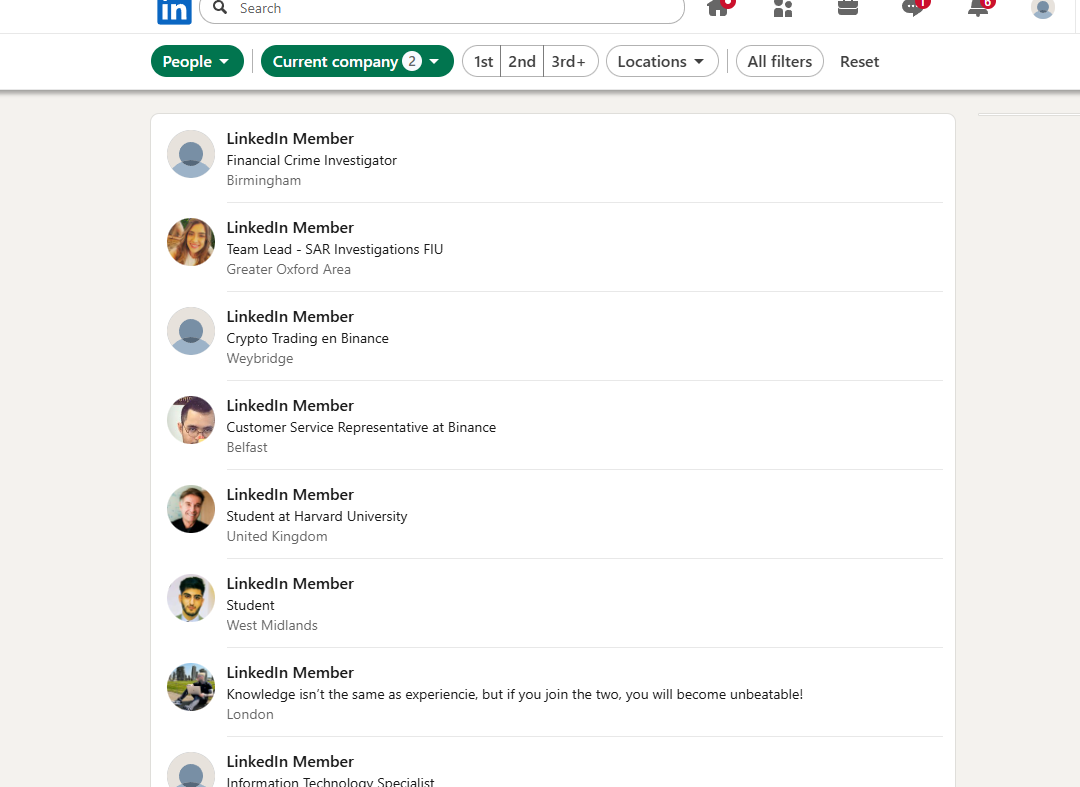 in
Search
1
6
People
Current company 2
1st
2nd
3rd+
Locations
All filters
Reset
LinkedIn Member
Financial Crime Investigator
Birmingham
LinkedIn Member
Team Lead - SAR Investigations FIU
Greater Oxford Area
LinkedIn Member
Crypto Trading en Binance
Weybridge
LinkedIn Member
Customer Service Representative at Binance
Belfast
LinkedIn Member
Student at Harvard University
United Kingdom
LinkedIn Member
Student
West Midlands
LinkedIn Member
Knowledge isn’t the same as experiencie, but if you join the two, you will become unbeatable!
London
LinkedIn Member
Information Technology Specialist